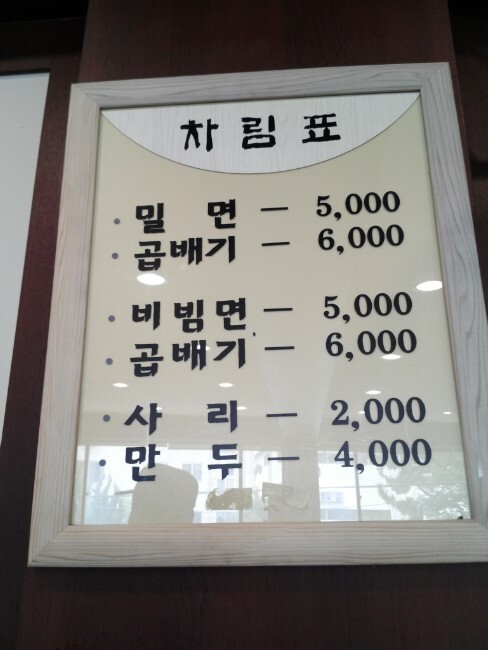 차림표
· 밀 면 — 5,000
· 곱배기 — 6,000
· 비빔면 — 5,000
· 곱배기 — 6,000
· 사 리 — 2,000
· 만 두 — 4,000